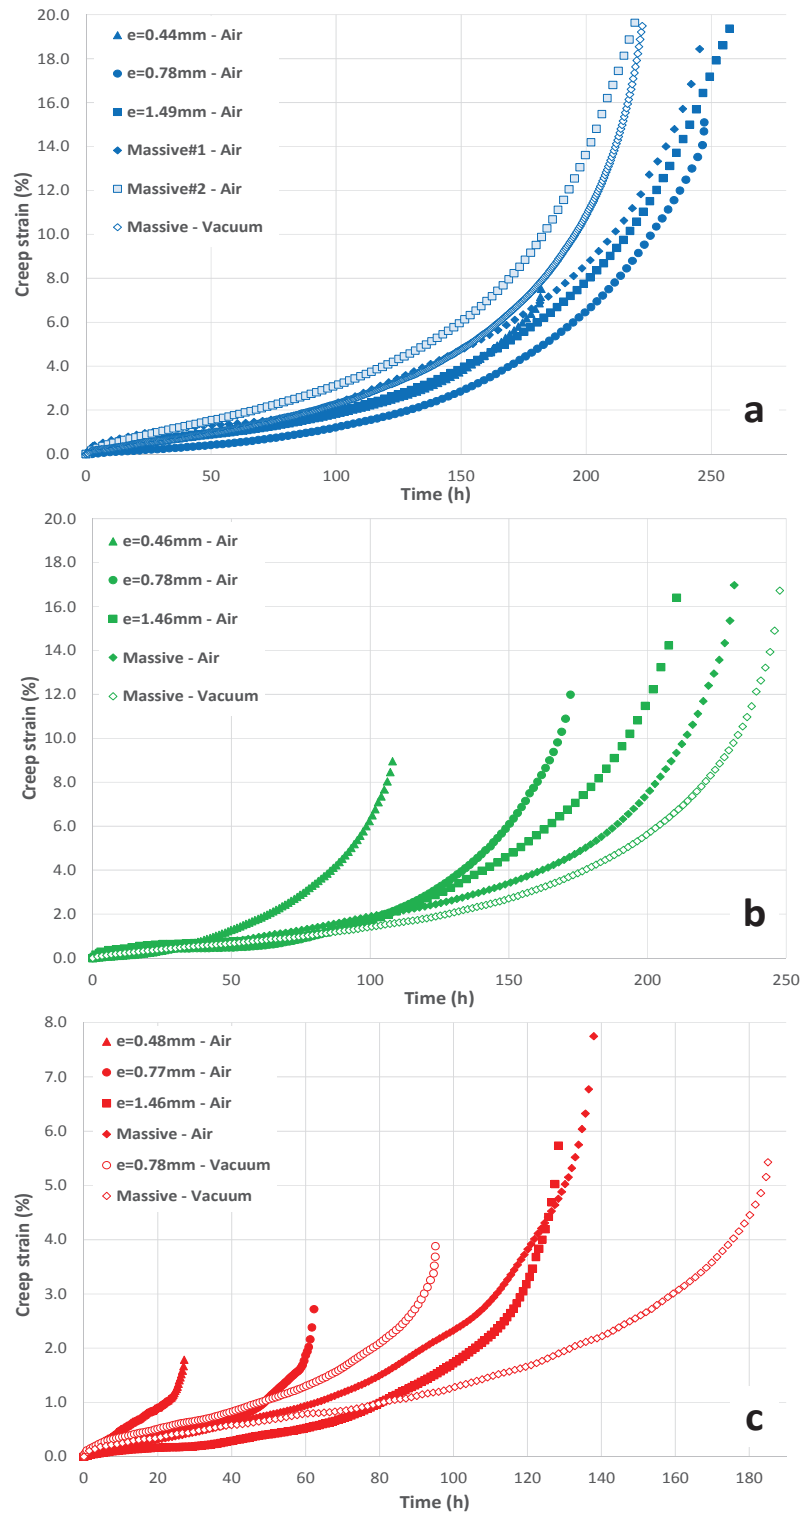 20.0
18.0
16.0
14.0
12.0
10.0
8.0
6.0
4.0
2.0
0.0
Creep strain (%)
e=0.44mm - Air
e=0.78mm - Air
e=1.49mm - Air
Massive#1 - Air
Massive#2 - Air
Massive - Vacuum
a
0 50 100 150 200 250
Time (h)
20.0
18.0
16.0
14.0
12.0
10.0
8.0
6.0
4.0
2.0
0.0
Creep strain (%)
e=0.46mm - Air
e=0.78mm - Air
e=1.46mm - Air
Massive - Air
Massive - Vacuum
b
0 50 100 150 200 250
Time (h)
8.0
7.0
6.0
5.0
4.0
3.0
2.0
1.0
0.0
Creep strain (%)
e=0.48mm - Air
e=0.77mm - Air
e=1.46mm - Air
Massive - Air
e=0.78mm - Vacuum
Massive - Vacuum
c
0 20 40 60 80 100 120 140 160 180
Time (h)